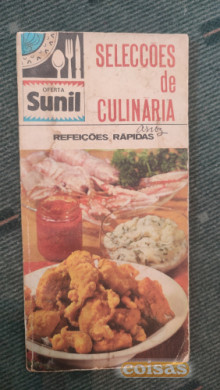 OFERTA
Sunil
SELECÇÕES
de
CULINARIA
REFEIÇÕES RÁPIDAS
coisas